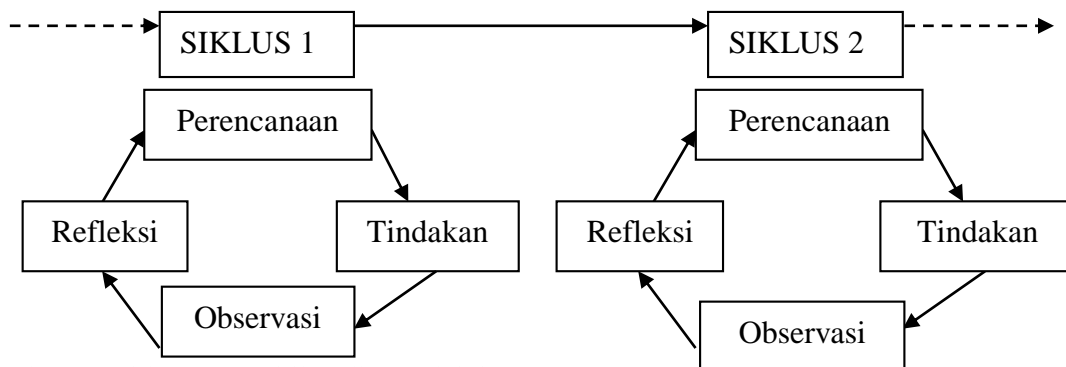 SIKLUS 1
SIKLUS 2
Perencanaan
Perencanaan
Refleksi
Tindakan
Refleksi
Tindakan
Observasi
Observasi